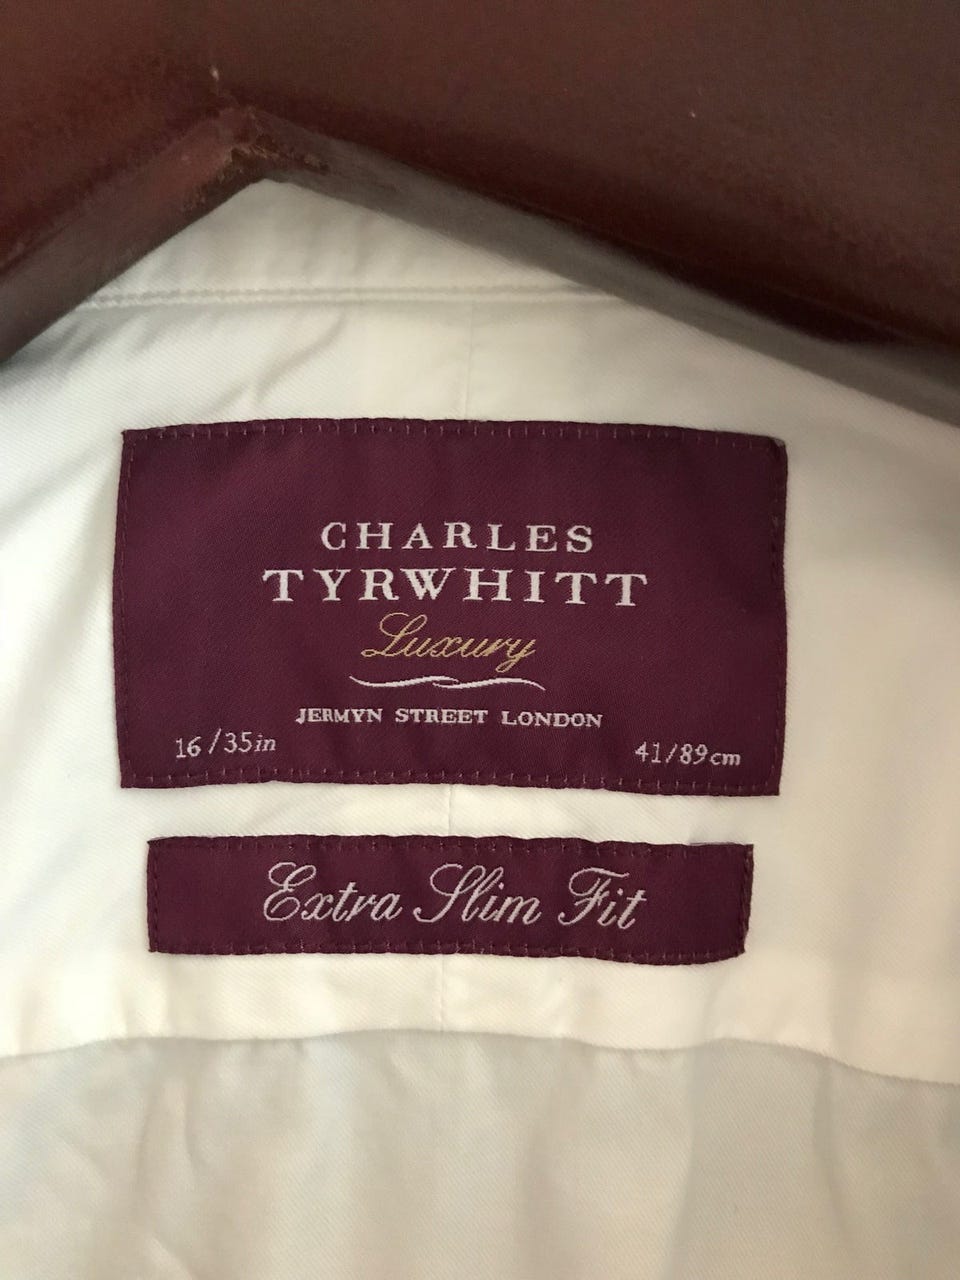 CHARLES
TYRWHITT
Luxury
JERMYN STREET LONDON
16/35in
41/89cm
Extra Slim Fit